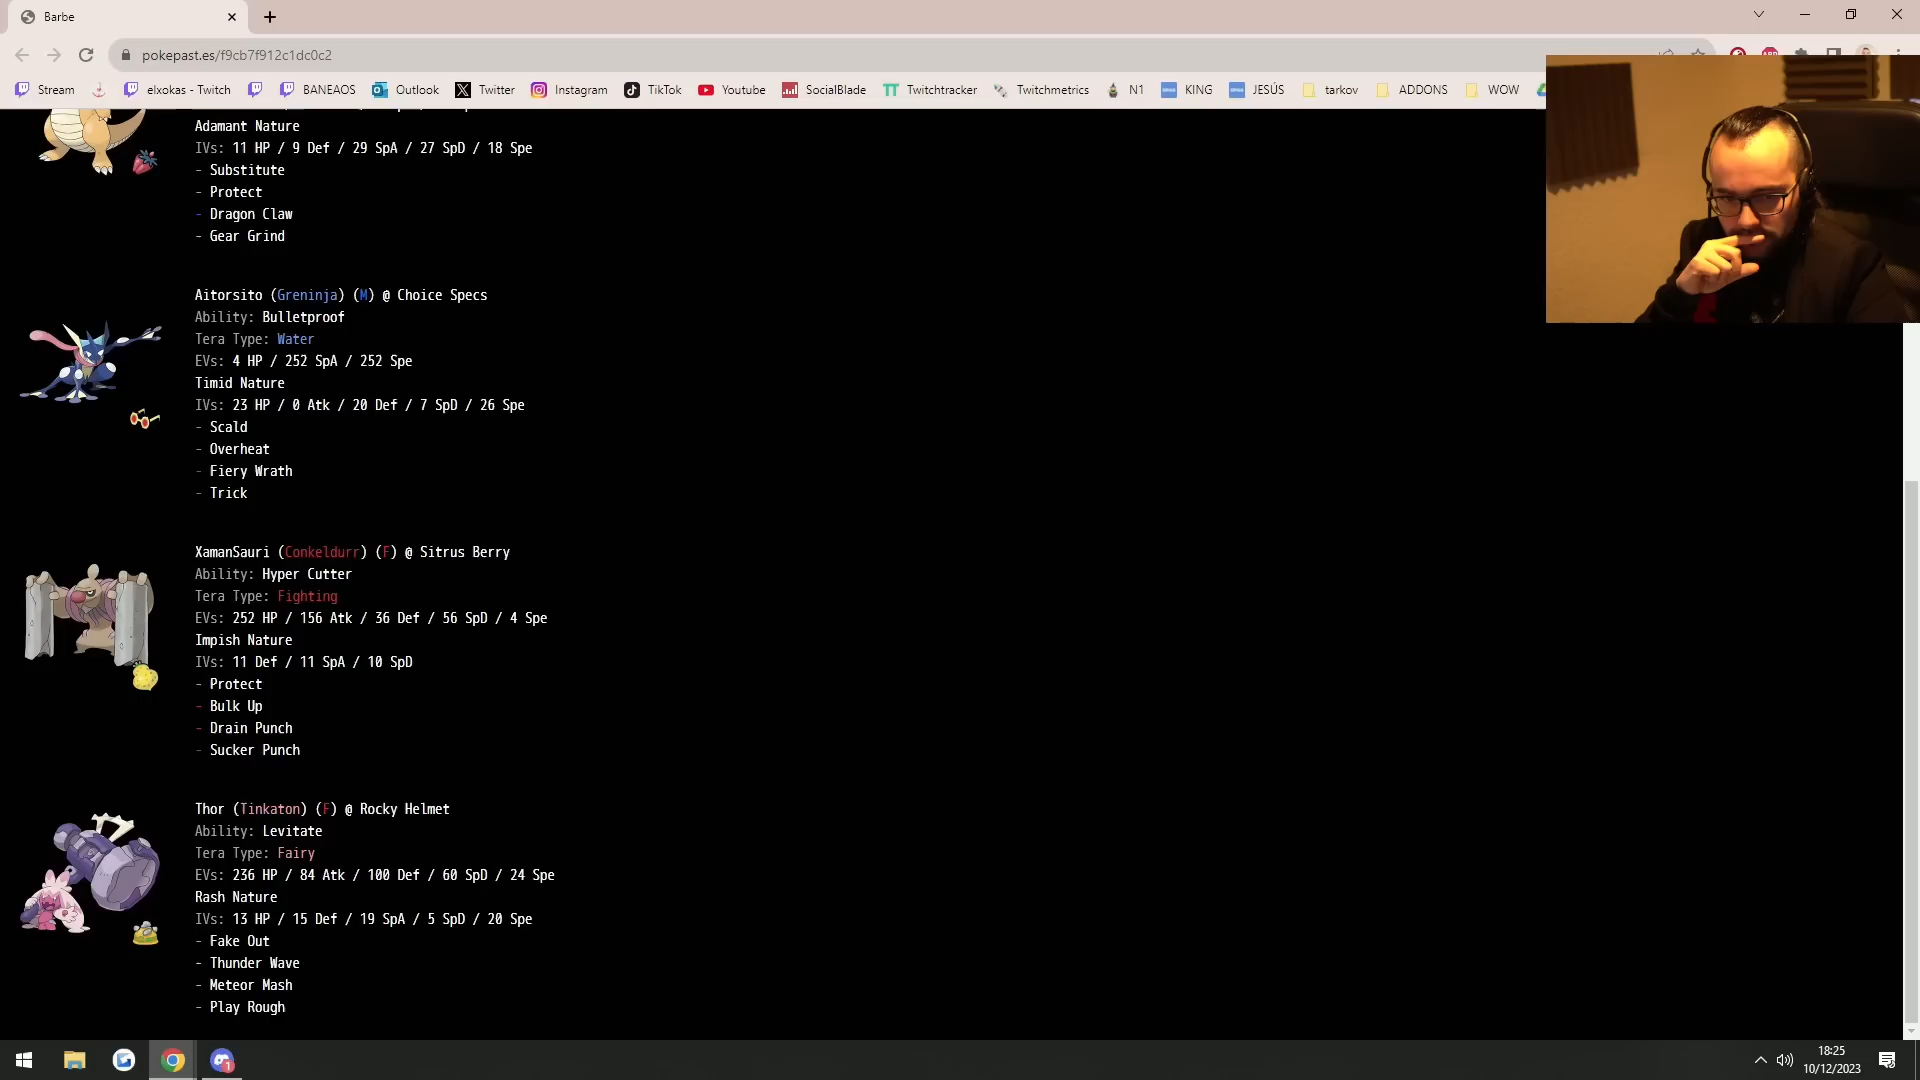 Barbe
pokepast.es/f9cb7f912c1dc0c2
Stream
elxokas - Twitch
BANEAOS
Outlook
Twitter
Instagram
TikTok
Youtube
SocialBlade
Twitchtracker
Twitchmetrics
N1
KING
JESÚS
tarkov
ADDONS
WOW
Adamant Nature
IVs: 11 HP / 9 Def / 29 SpA / 27 SpD / 18 Spe
- Substitute
- Protect
- Dragon Claw
- Gear Grind
Aitorsito (Greninja) (M) @ Choice Specs
Ability: Bulletproof
Tera Type: Water
EVs: 4 HP / 252 SpA / 252 Spe
Timid Nature
IVs: 23 HP / 0 Atk / 20 Def / 7 SpD / 26 Spe
- Scald
- Overheat
- Fiery Wrath
- Trick
XamanSauri (Conkeldurr) (F) @ Sitrus Berry
Ability: Hyper Cutter
Tera Type: Fighting
EVs: 252 HP / 156 Atk / 36 Def / 56 SpD / 4 Spe
Impish Nature
IVs: 11 Def / 11 SpA / 10 SpD
- Protect
- Bulk Up
- Drain Punch
- Sucker Punch
Thor (Tinkaton) (F) @ Rocky Helmet
Ability: Levitate
Tera Type: Fairy
EVs: 236 HP / 84 Atk / 100 Def / 60 SpD / 24 Spe
Rash Nature
IVs: 13 HP / 15 Def / 19 SpA / 5 SpD / 20 Spe
- Fake Out
- Thunder Wave
- Meteor Mash
- Play Rough
1
18:25
10/12/2023